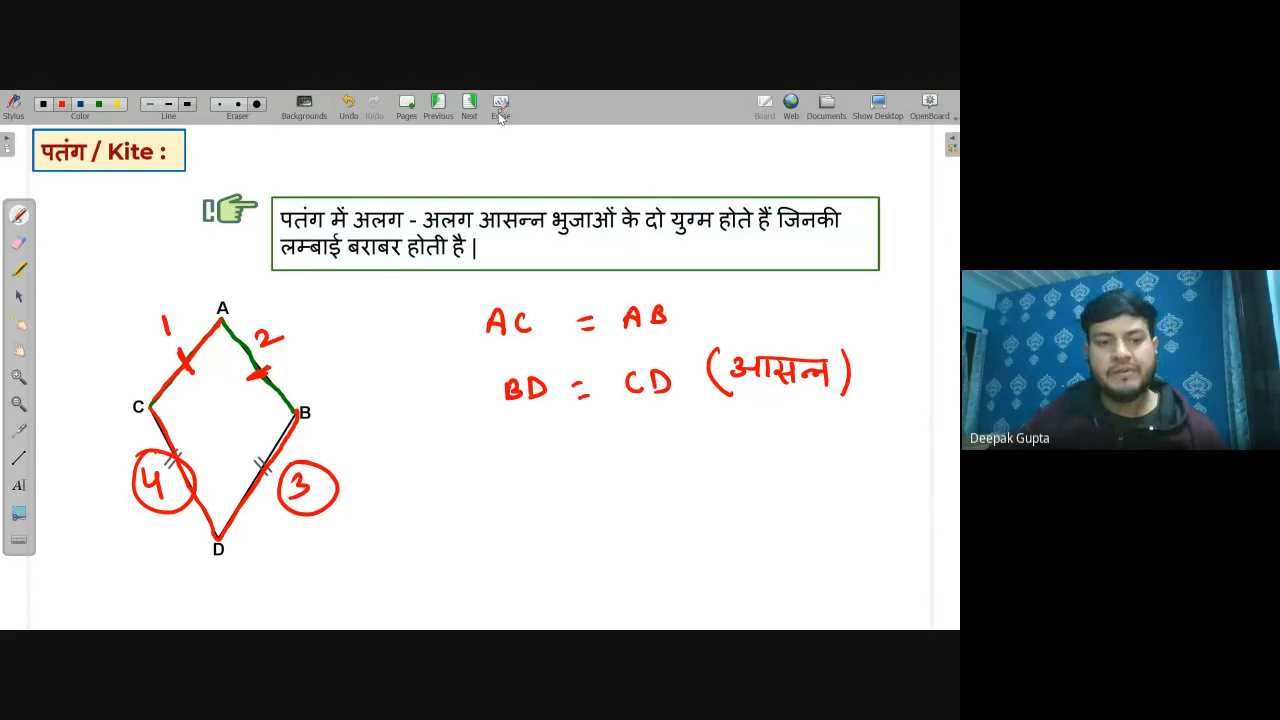 Stylus Color Line Eraser Backgrounds Undo Redo Pages Previous Next Erase Board Web Documents Show Desktop OpenBoard
पतंग / Kite :
पतंग में अलग - अलग आसन्न भुजाओं के दो युग्म होते हैं जिनकी
लम्बाई बराबर होती है |
A
1 2
C B
4 3
D
AC = AB
BD = CD (आसन्न)
Deepak Gupta